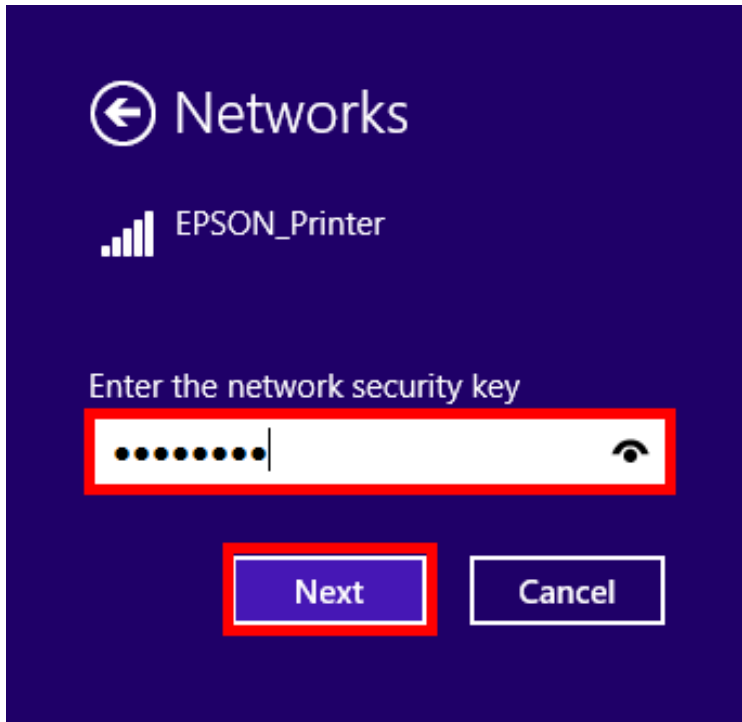 Networks
EPSON_Printer
Enter the network security key
••••••••
Next
Cancel